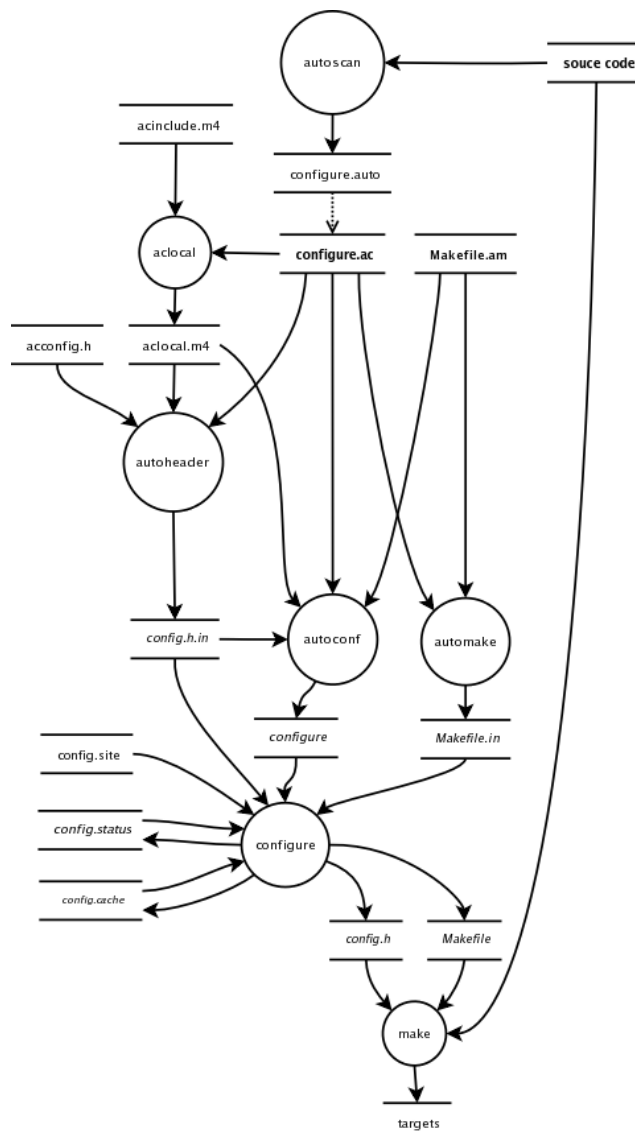 autoscan
souce code
acinclude.m4
configure.auto
aclocal
configure.ac
Makefile.am
acconfig.h
aclocal.m4
autoheader
config.h.in
autoconf
automake
configure
Makefile.in
config.site
config.status
configure
config.cache
config.h
Makefile
make
targets